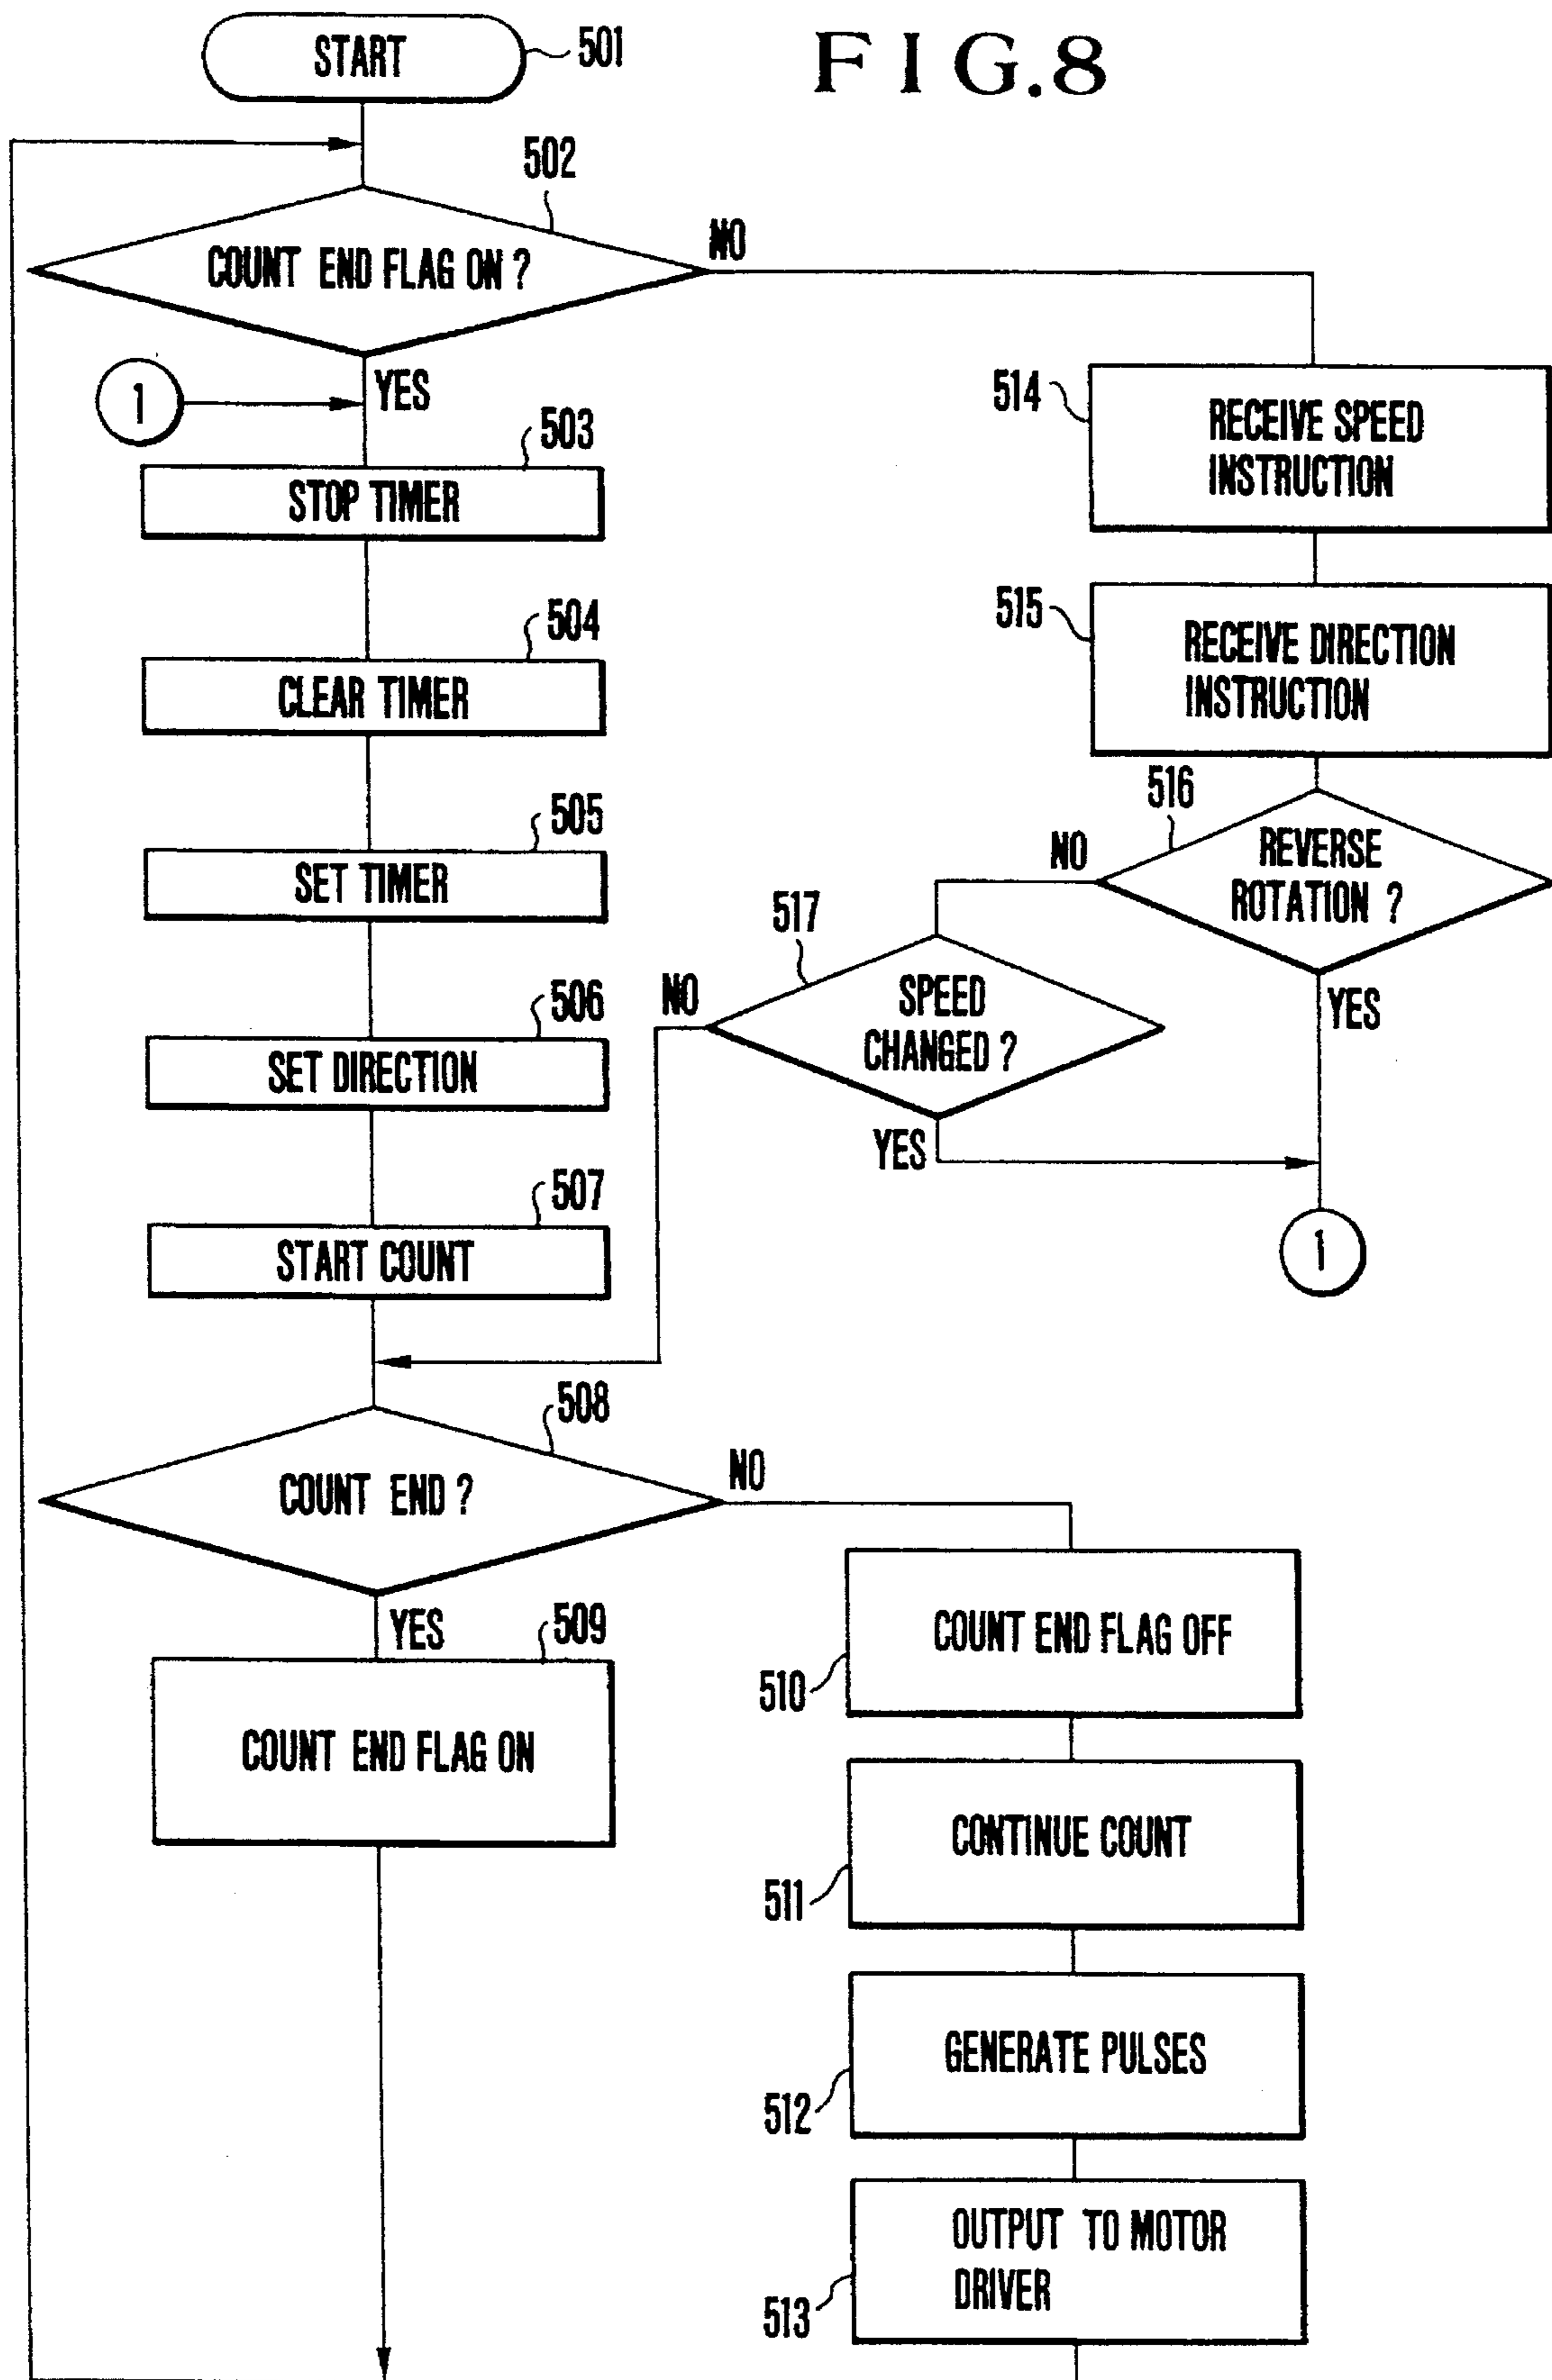 FIG.8
START
501
502
COUNT END FLAG ON ?
NO
YES
1
503
STOP TIMER
504
CLEAR TIMER
505
SET TIMER
506
SET DIRECTION
507
START COUNT
514
RECEIVE SPEED
INSTRUCTION
515
RECEIVE DIRECTION
INSTRUCTION
516
REVERSE
ROTATION ?
NO
YES
517
SPEED
CHANGED ?
NO
YES
1
508
COUNT END ?
NO
YES
509
COUNT END FLAG ON
COUNT END FLAG OFF
510
CONTINUE COUNT
511
GENERATE PULSES
512
OUTPUT TO MOTOR
DRIVER
513